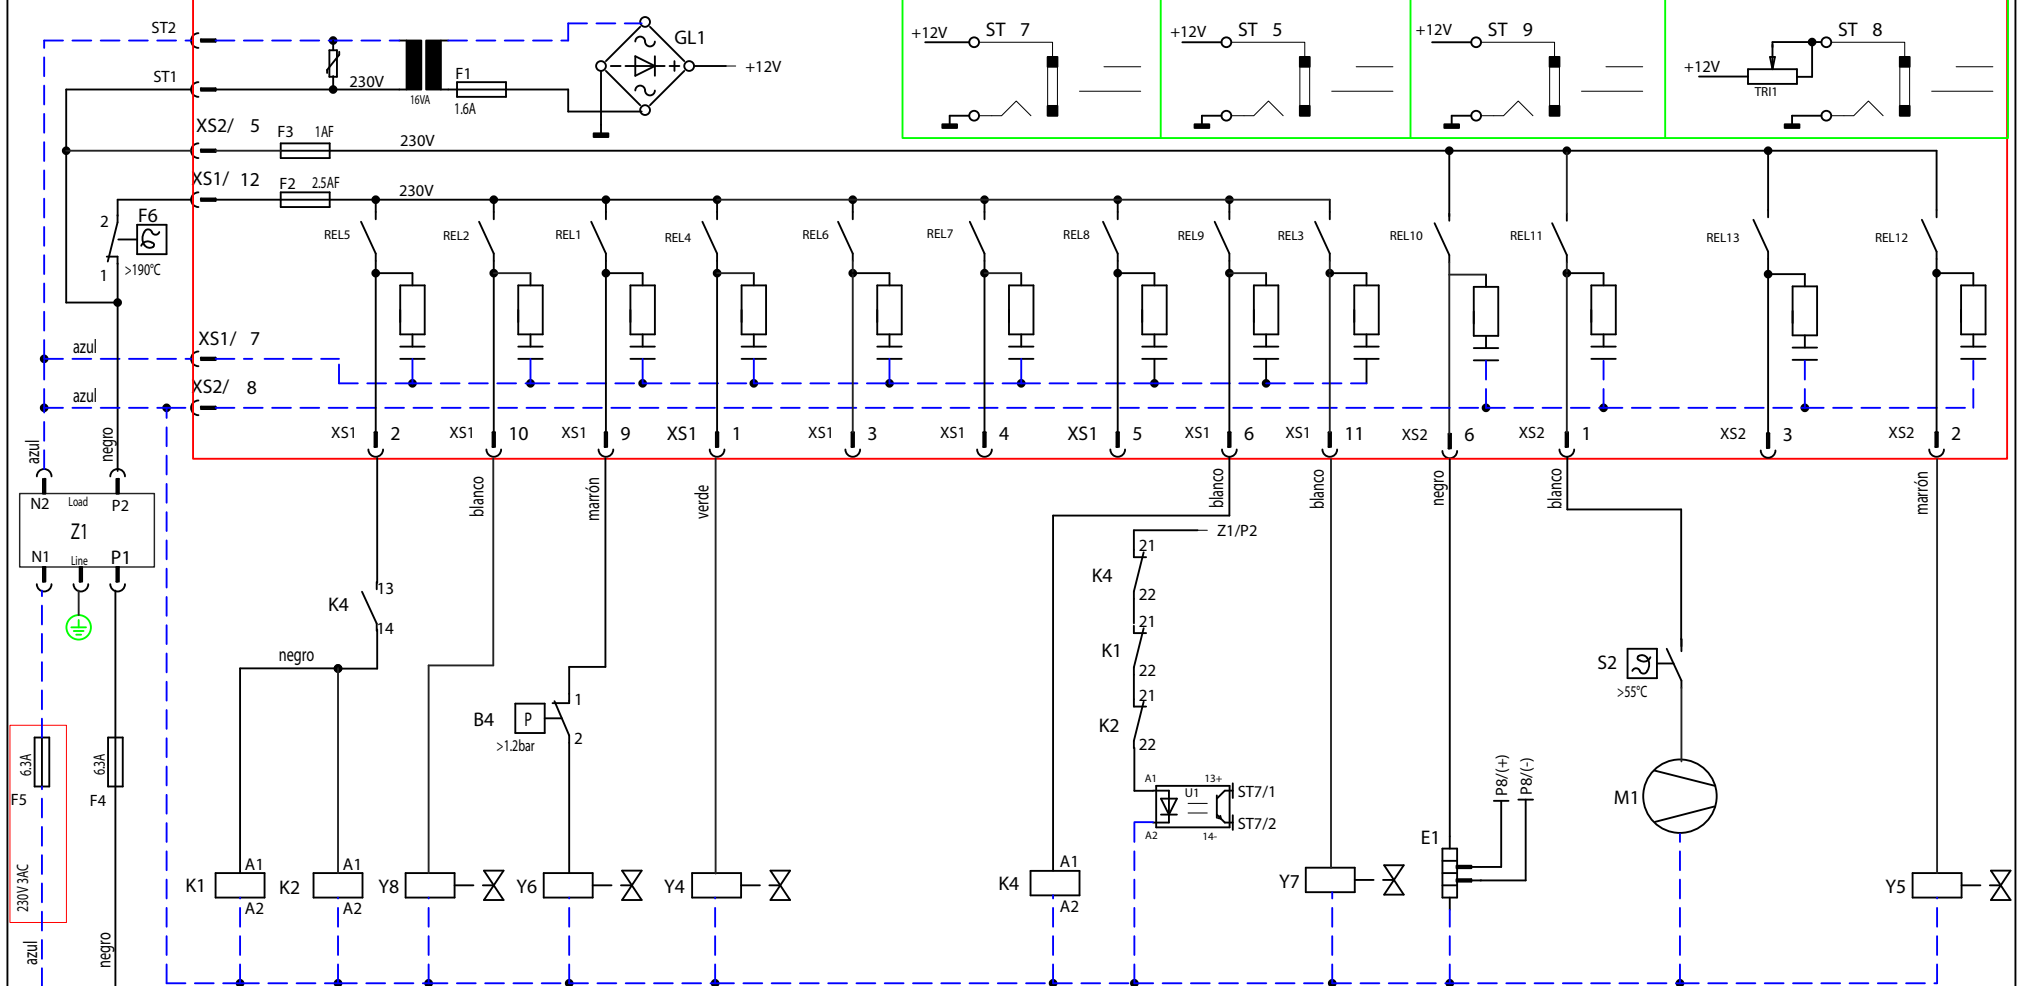 ST2
GL1
+12V ST 7
+12V ST 5
+12V ST 9
+12V ST 8
TRI1
ST1
230V
16VA
F1
1.6A
+12V
XS2/ 5
F3 1AF
230V
XS1/ 12
F2 2.5AF
230V
2
F6
1
>190°C
REL5
REL2
REL1
REL4
REL6
REL7
REL8
REL9
REL3
REL10
REL11
REL13
REL12
azul
XS1/ 7
azul
XS2/ 8
azul
negro
XS1 2
XS1 10
XS1 9
XS1 1
XS1 3
XS1 4
XS1 5
XS1 6
XS1 11
XS2 6
XS2 1
XS2 3
XS2 2
blanco
marrón
verde
blanco
blanco
negro
blanco
marrón
N2 Load P2
Z1
N1 Line P1
Z1/P2
K4
13
14
negro
K4
21
22
K1
21
22
K2
21
22
B4
P
1
2
>1.2bar
S2
>55°C
6.3A
F5
6.3A
F4
230V 3AC
azul
negro
A1 13+
U1
A2 14-
ST7/1
ST7/2
P8/(+)
P8/(-)
E1
M1
K1
A1
A2
K2
A1
A2
Y8
Y6
Y4
K4
A1
A2
Y7
Y5